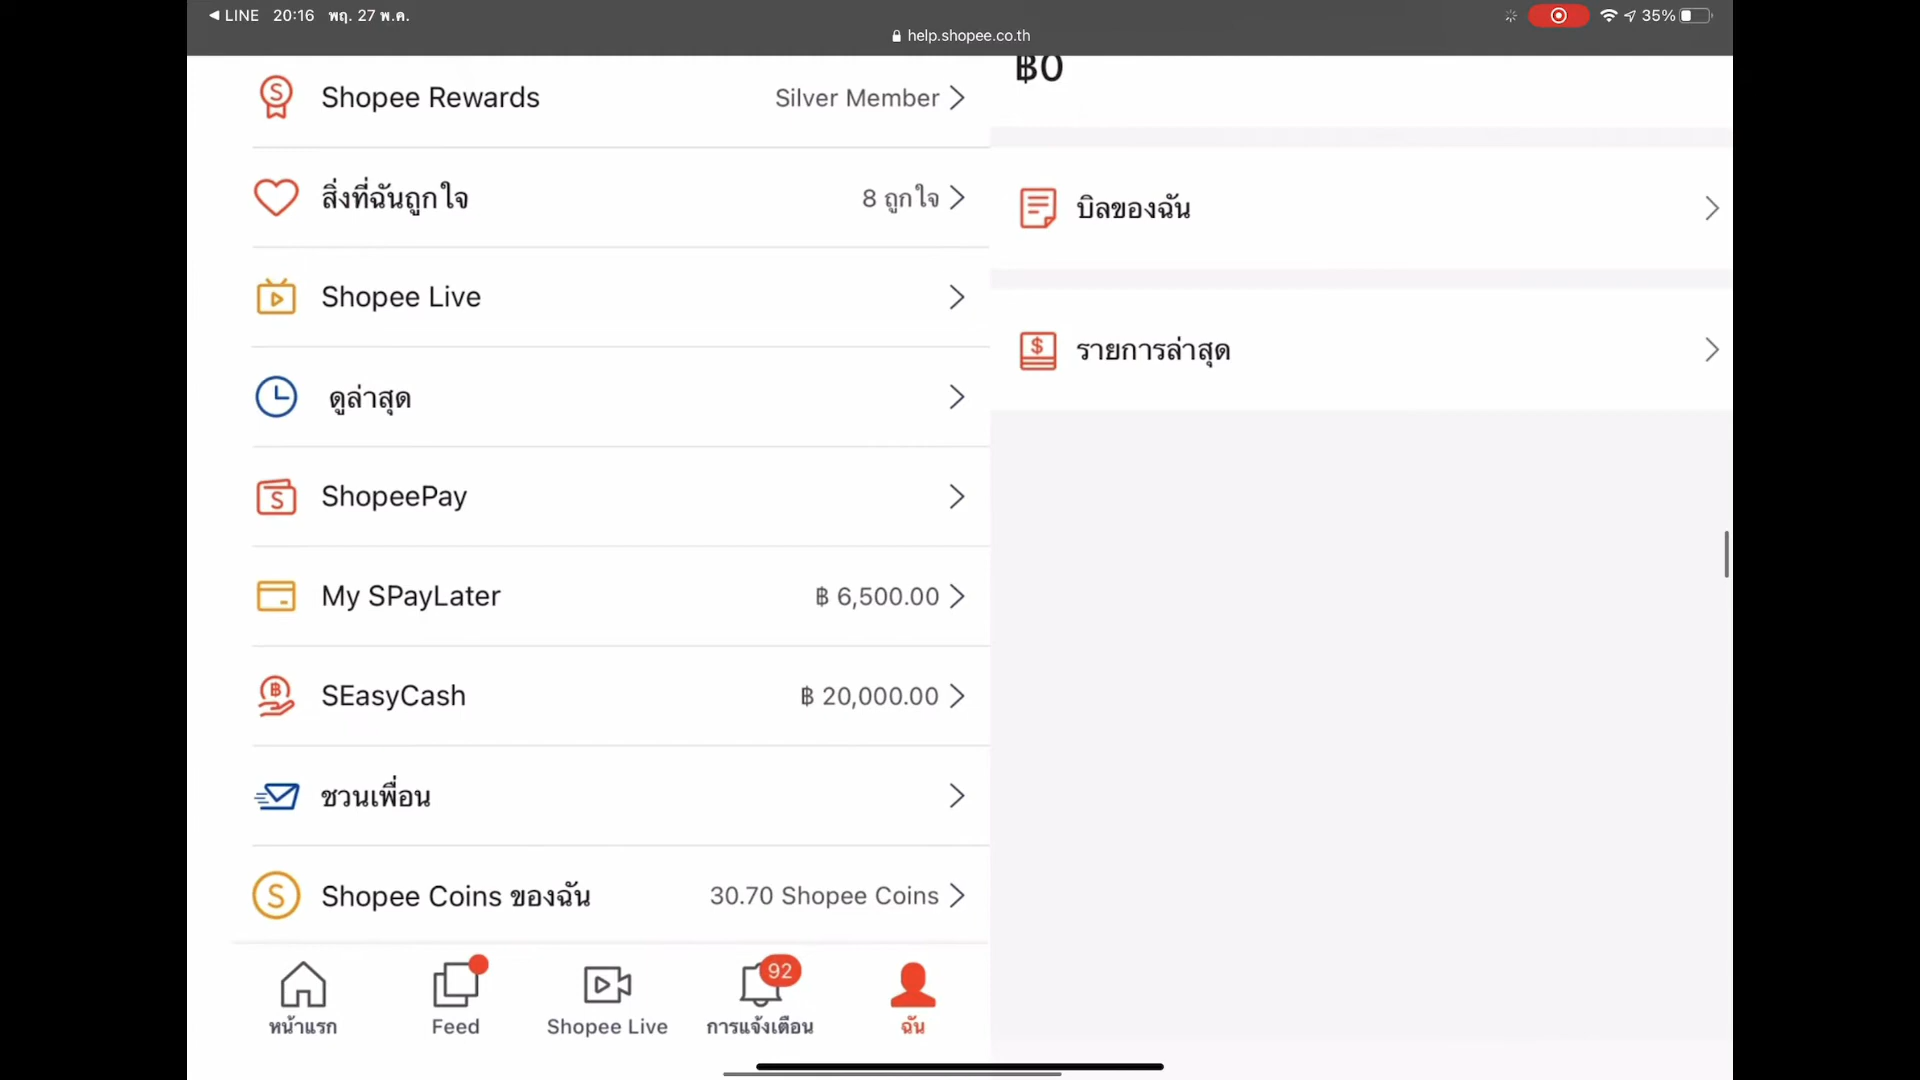 LINE 20:16 พฤ. 27 พ.ค.
35%
help.shopee.co.th
Shopee Rewards
Silver Member
สิ่งที่ฉันถูกใจ
8 ถูกใจ
Shopee Live
ดูล่าสุด
ShopeePay
My SPayLater
฿ 6,500.00
SEasyCash
฿ 20,000.00
ชวนเพื่อน
Shopee Coins ของฉัน
30.70 Shopee Coins
หน้าแรก
Feed
Shopee Live
92
การแจ้งเตือน
ฉัน
฿0
บิลของฉัน
รายการล่าสุด